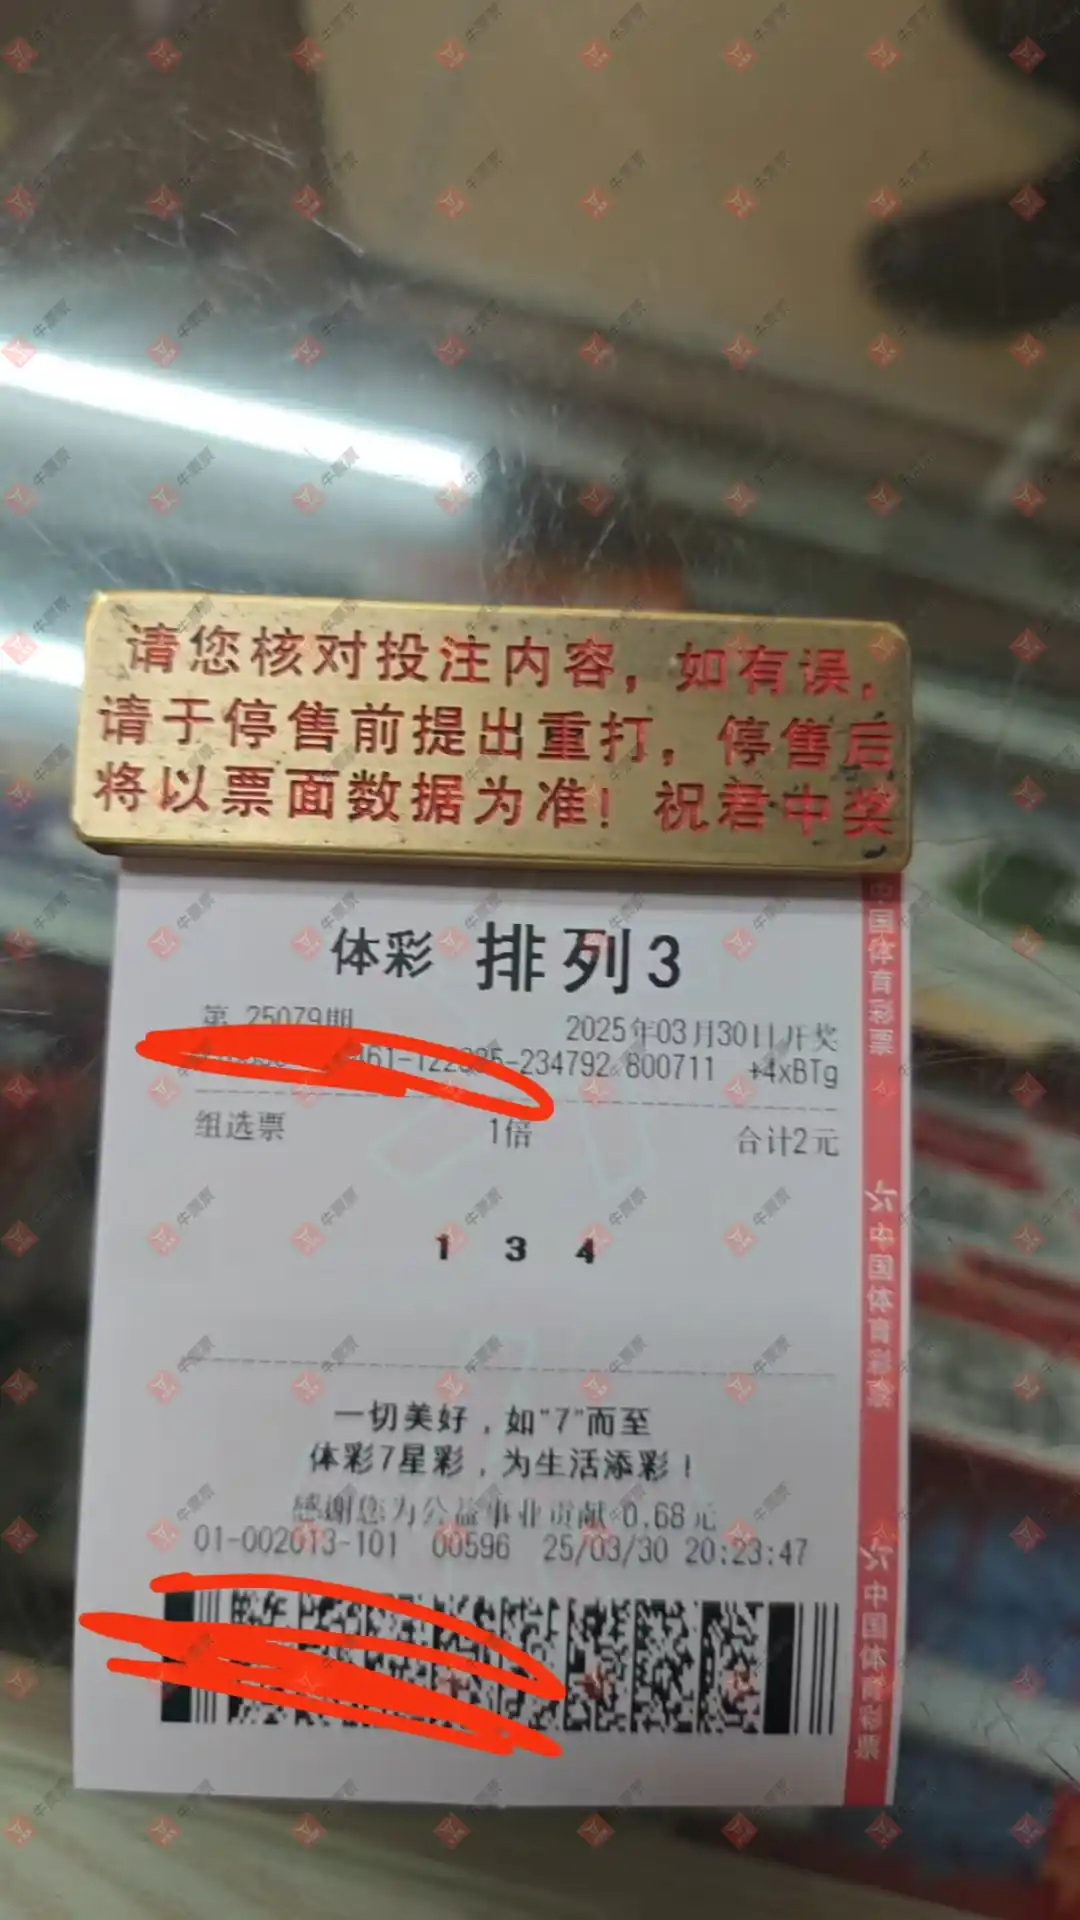 请您核对投注内容，如有误，
请于停售前提出重打，停售后
将以票面数据为准！祝君中奖
体彩 排列3
第 25079期 2025年03月30日开奖
461-122835-234792 800711 +4xBTg
组选票 1倍 合计2元
1 3 4
一切美好，如"7"而至
体彩7星彩，为生活添彩！
感谢您为公益事业贡献 0.68元
01-002013-101 00596 25/03/30 20:23:47
中国体育彩票
中国体育彩票
中国体育彩票
牛票票